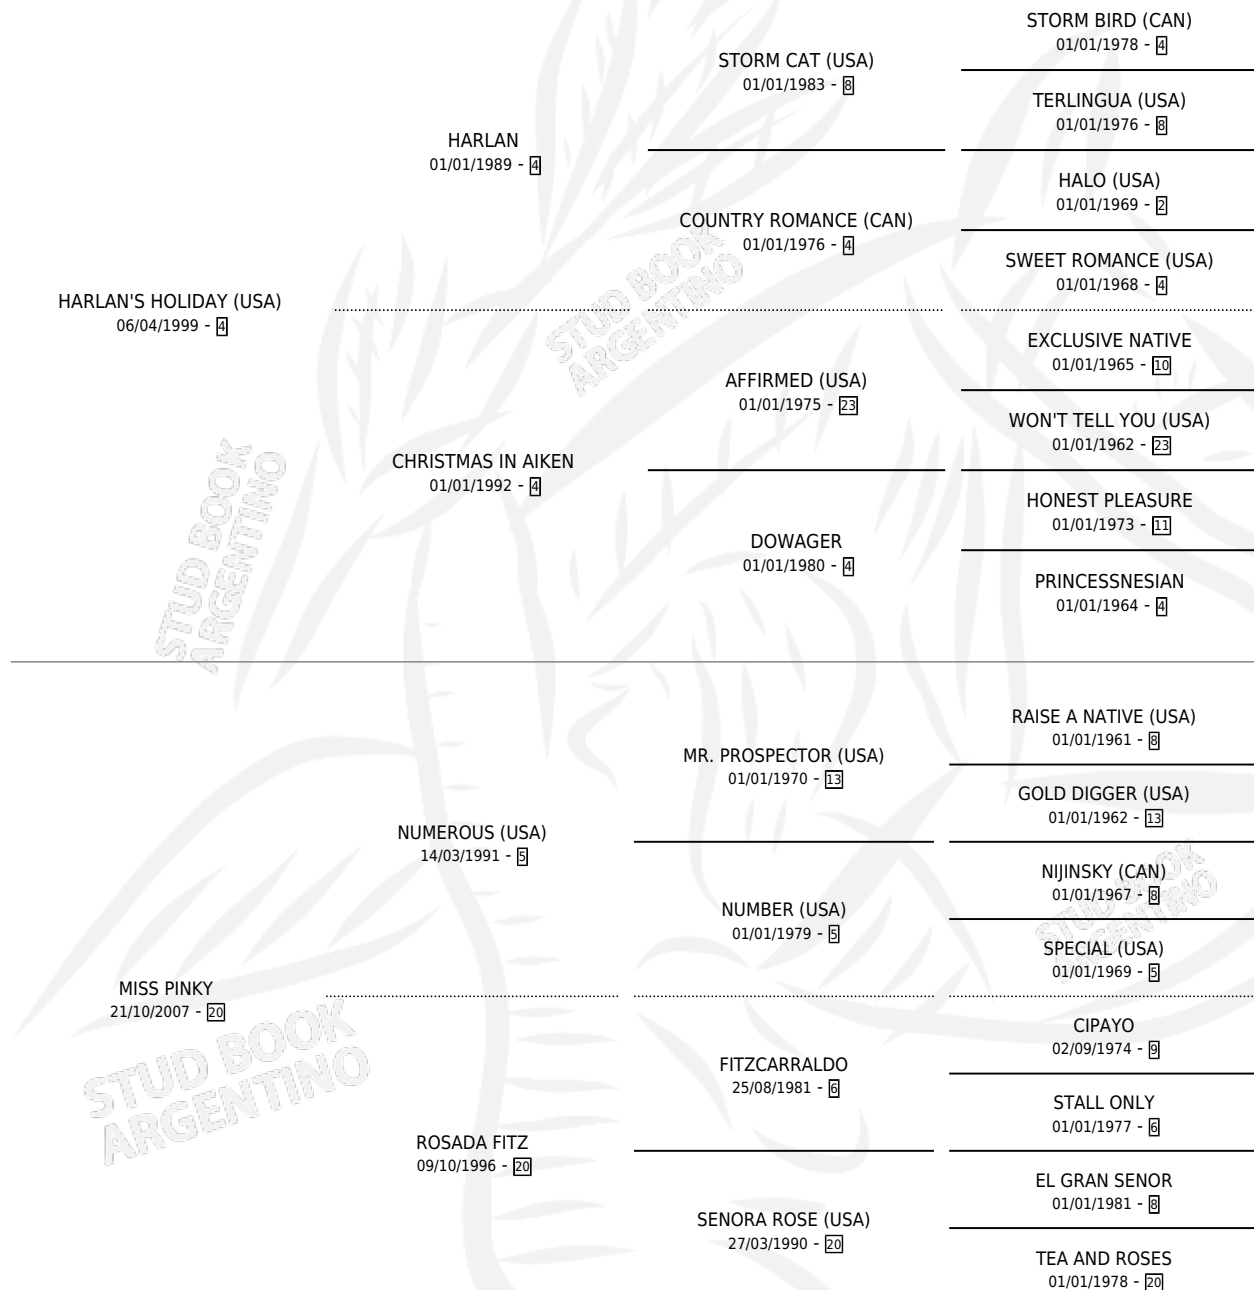 STORM BIRD (CAN)
01/01/1978 - 4
STORM CAT (USA)
01/01/1983 - 8
TERLINGUA (USA)
01/01/1976 - 8
HARLAN
01/01/1989 - 4
HALO (USA)
01/01/1969 - 2
COUNTRY ROMANCE (CAN)
01/01/1976 - 4
SWEET ROMANCE (USA)
01/01/1968 - 4
HARLAN'S HOLIDAY (USA)
06/04/1999 - 4
STUD BOOK
ARGENTINO
EXCLUSIVE NATIVE
01/01/1965 - 10
AFFIRMED (USA)
01/01/1975 - 23
WON'T TELL YOU (USA)
01/01/1962 - 23
CHRISTMAS IN AIKEN
01/01/1992 - 4
HONEST PLEASURE
01/01/1973 - 11
DOWAGER
01/01/1980 - 4
PRINCESSNESIAN
01/01/1964 - 4
STUD BOOK
ARGENTINO
RAISE A NATIVE (USA)
01/01/1961 - 8
MR. PROSPECTOR (USA)
01/01/1970 - 13
GOLD DIGGER (USA)
01/01/1962 - 13
NUMEROUS (USA)
14/03/1991 - 5
NIJINSKY (CAN)
01/01/1967 - 8
NUMBER (USA)
01/01/1979 - 5
STUD BOOK
ARGENTINO
SPECIAL (USA)
01/01/1969 - 5
MISS PINKY
21/10/2007 - 20
STUD BOOK
ARGENTINO
CIPAYO
02/09/1974 - 9
FITZCARRALDO
25/08/1981 - 6
STALL ONLY
01/01/1977 - 6
ROSADA FITZ
09/10/1996 - 20
EL GRAN SENOR
01/01/1981 - 8
SENORA ROSE (USA)
27/03/1990 - 20
TEA AND ROSES
01/01/1978 - 20